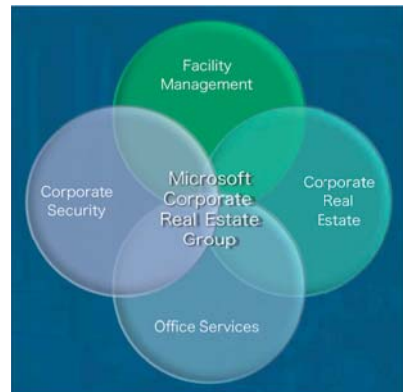 Facility
Management
Corporate
Security
Microsoft
Corporate
Real Estate
Group
Corporate
Real
Estate
Office Services